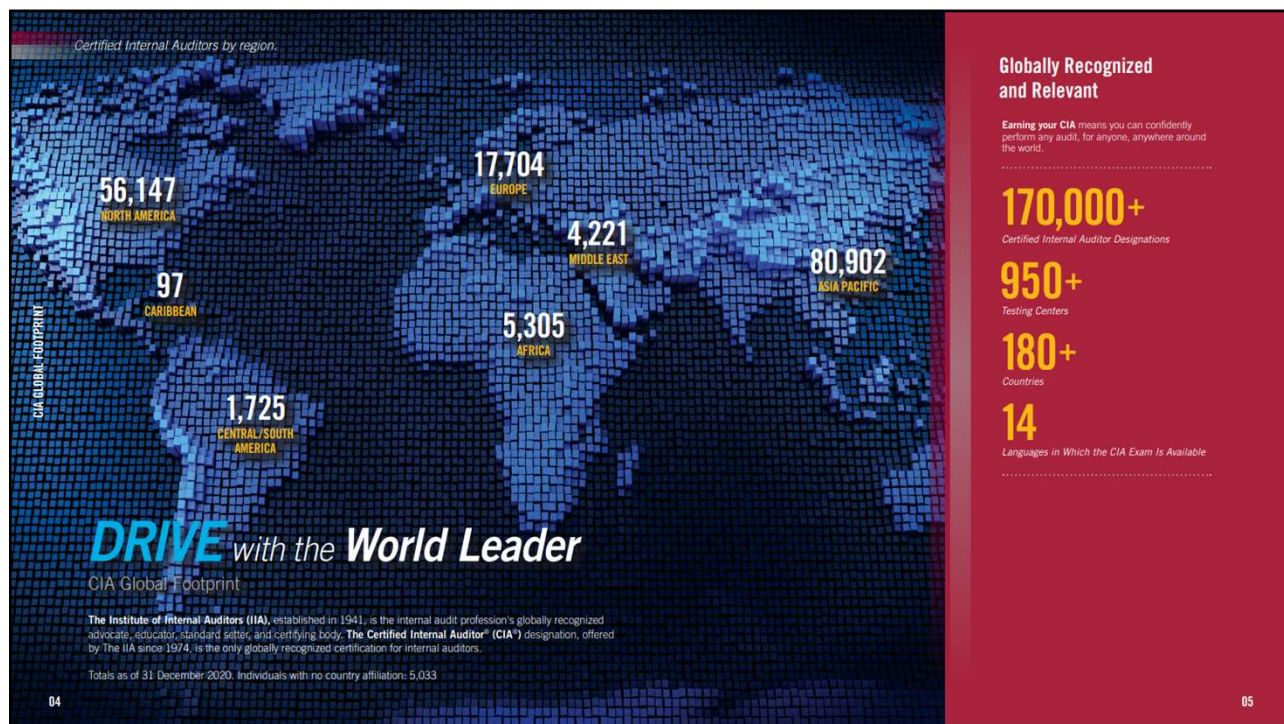 Certified Internal Auditors by region.
56,147
NORTH AMERICA
17,704
EUROPE
4,221
MIDDLE EAST
80,902
ASIA PACIFIC
97
CARIBBEAN
5,305
AFRICA
1,725
CENTRAL/SOUTH
AMERICA
CIA GLOBAL FOOTPRINT
DRIVE with the World Leader
CIA Global Footprint
The Institute of Internal Auditors (IIA), established in 1941, is the internal audit profession's globally recognized
advocate, educator, standard setter, and certifying body. The Certified Internal Auditor® (CIA®) designation, offered
by The IIA since 1974, is the only globally recognized certification for internal auditors.
Totals as of 31 December 2020. Individuals with no country affiliation: 5,033
04
Globally Recognized
and Relevant
Earning your CIA means you can confidently
perform any audit, for anyone, anywhere around
the world.
170,000+
Certified Internal Auditor Designations
950+
Testing Centers
180+
Countries
14
Languages in Which the CIA Exam Is Available
05